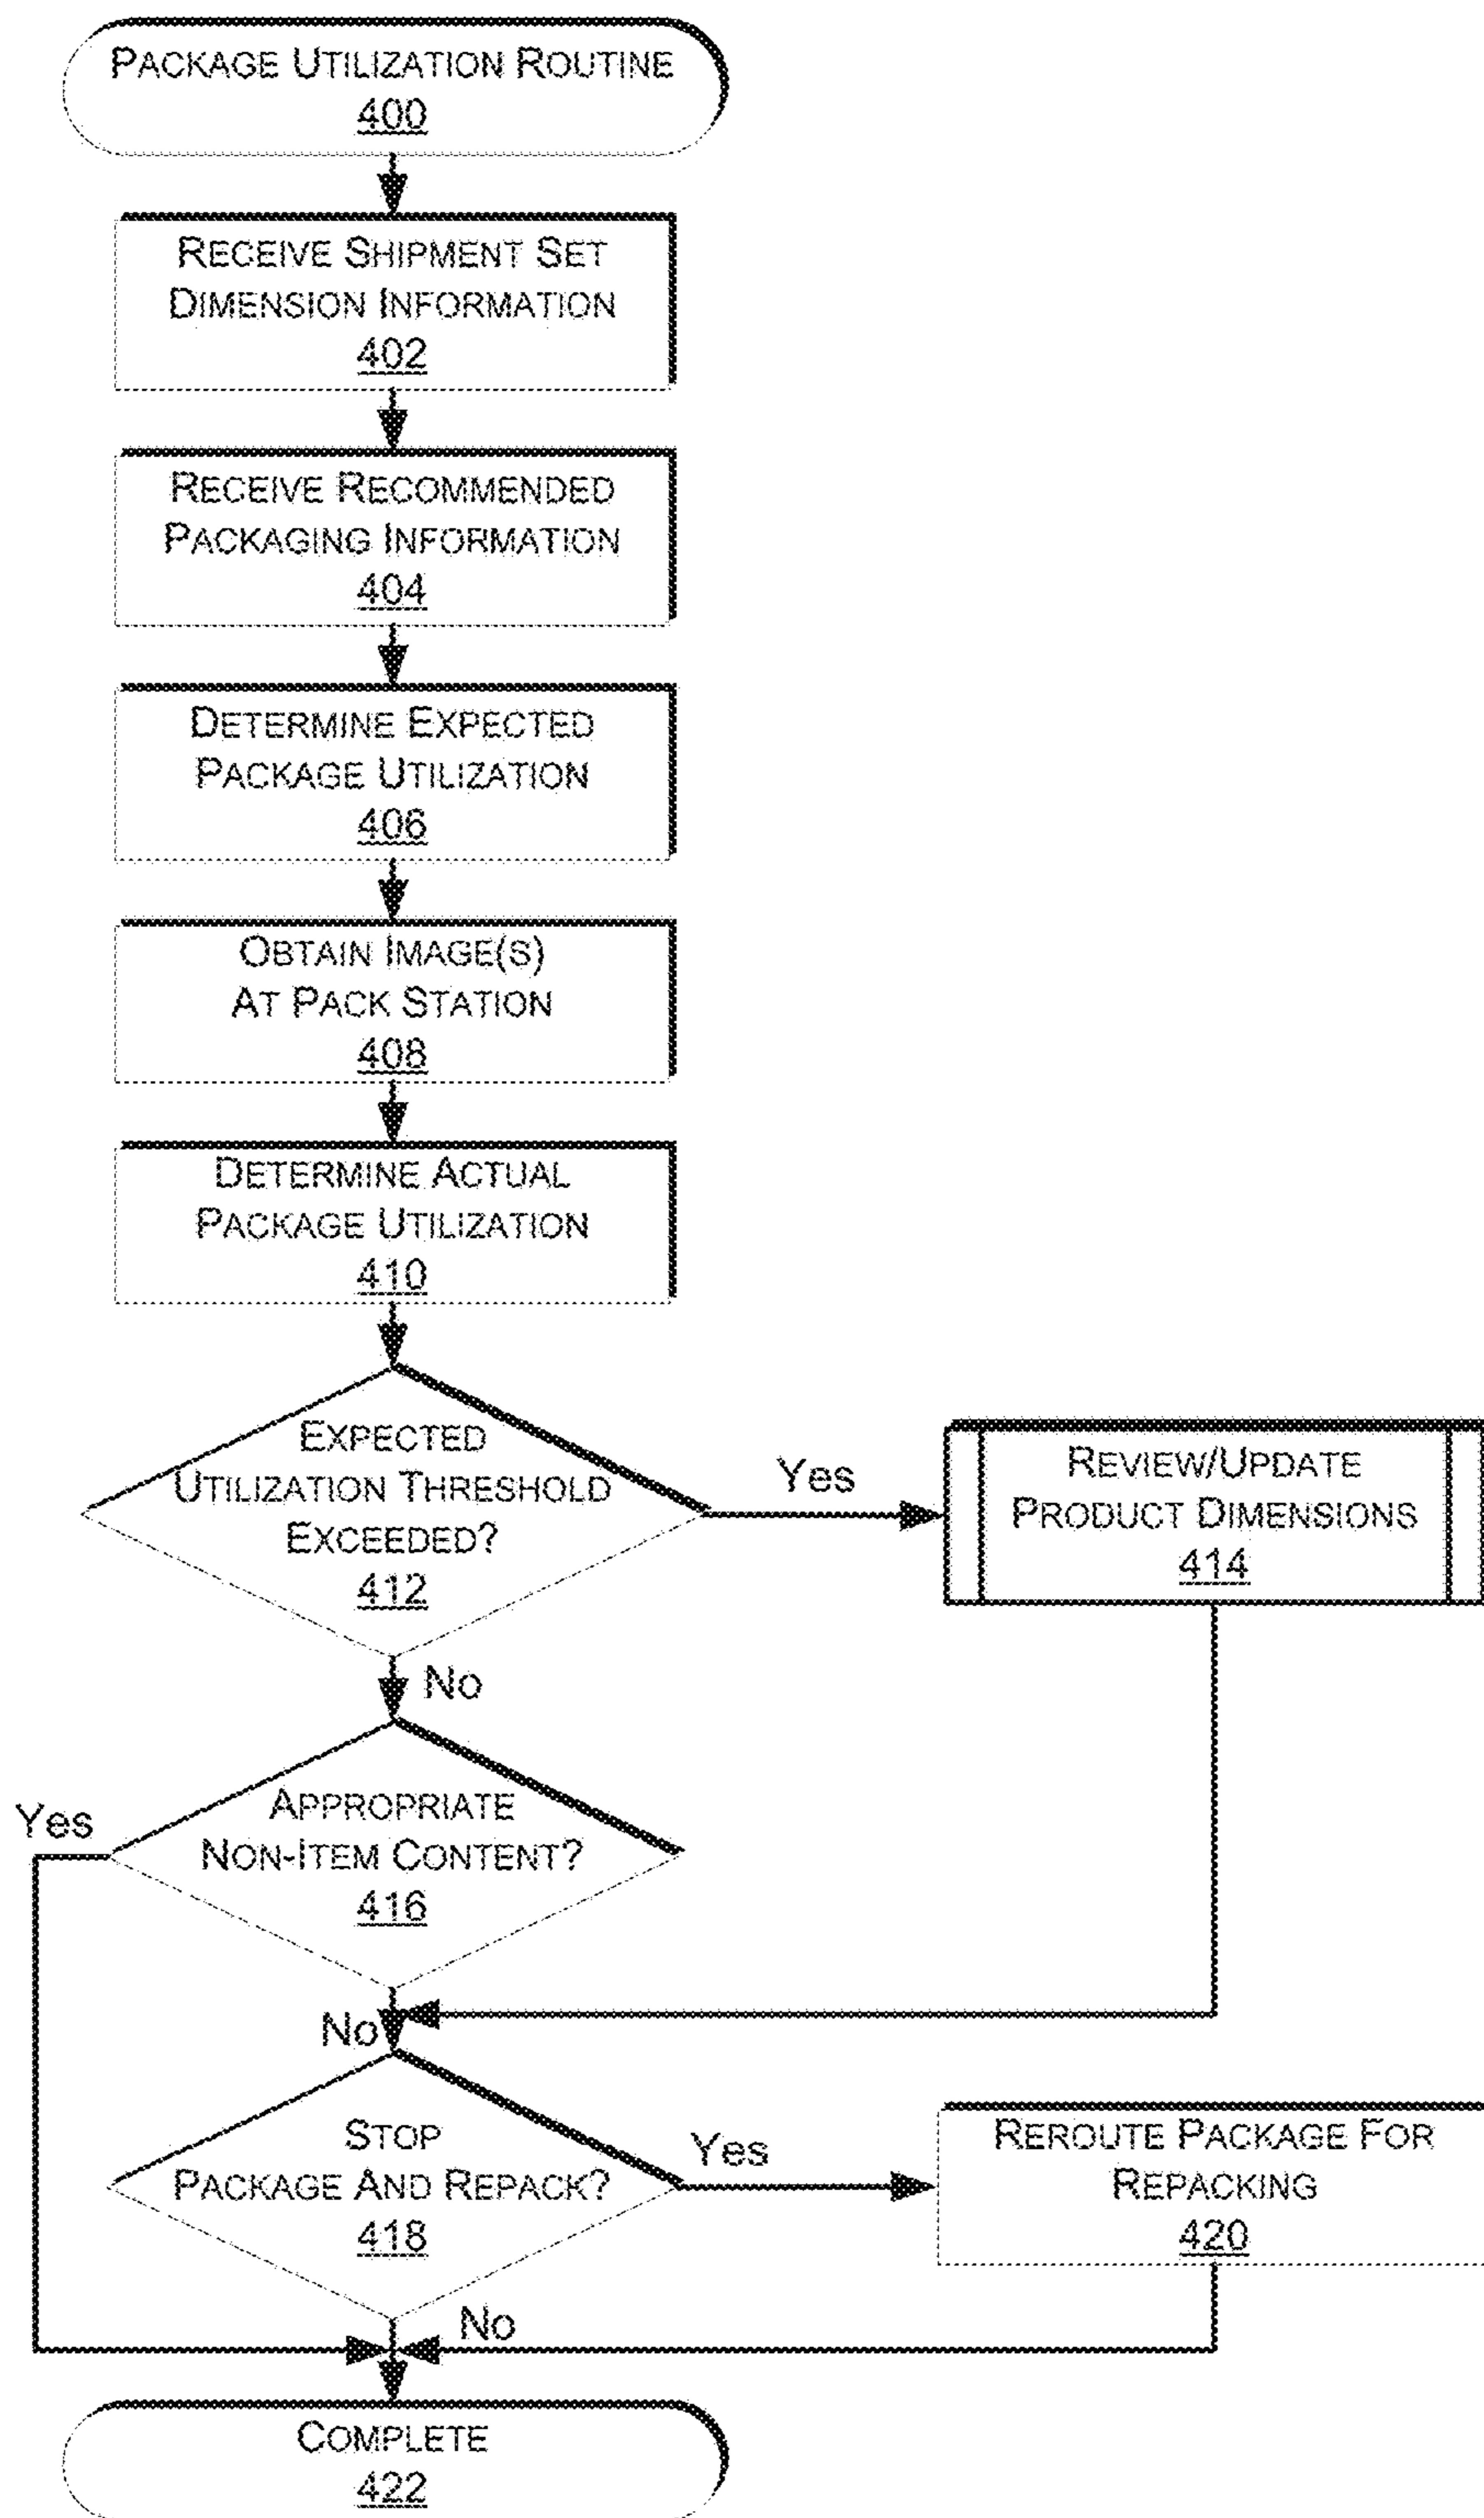 PACKAGE UTILIZATION ROUTINE
400
RECEIVE SHIPMENT SET
DIMENSION INFORMATION
402
RECEIVE RECOMMENDED
PACKAGING INFORMATION
404
DETERMINE EXPECTED
PACKAGE UTILIZATION
406
OBTAIN IMAGE(S)
AT PACK STATION
408
DETERMINE ACTUAL
PACKAGE UTILIZATION
410
EXPECTED
UTILIZATION THRESHOLD
EXCEEDED?
412
Yes
REVIEW/UPDATE
PRODUCT DIMENSIONS
414
No
APPROPRIATE
NON-ITEM CONTENT?
416
Yes
No
STOP
PACKAGE AND REPACK?
418
Yes
REROUTE PACKAGE FOR
REPACKING
420
No
COMPLETE
422